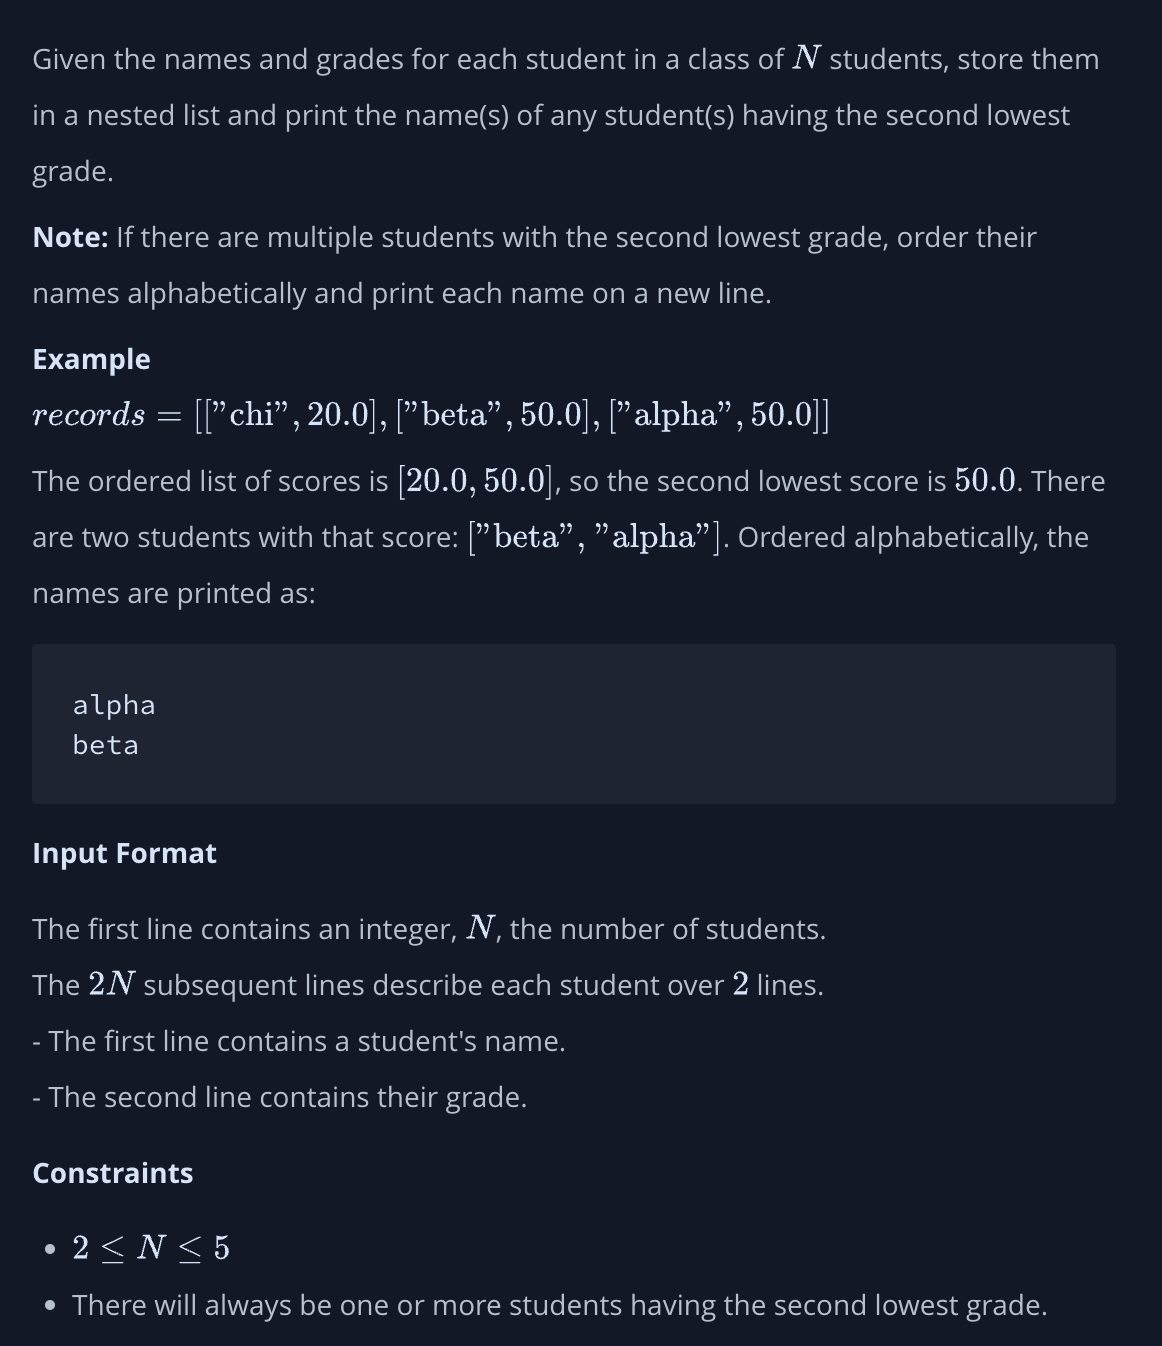 Given the names and grades for each student in a class of N students, store them
in a nested list and print the name(s) of any student(s) having the second lowest
grade.
Note: If there are multiple students with the second lowest grade, order their
names alphabetically and print each name on a new line.
Example
records = [["chi", 20.0], ["beta", 50.0], ["alpha", 50.0]]
The ordered list of scores is [20.0, 50.0], so the second lowest score is 50.0. There
are two students with that score: ["beta", "alpha"]. Ordered alphabetically, the
names are printed as:
alpha
beta
Input Format
The first line contains an integer, N, the number of students.
The 2N subsequent lines describe each student over 2 lines.
- The first line contains a student's name.
- The second line contains their grade.
Constraints
• 2 ≤ N ≤ 5
• There will always be one or more students having the second lowest grade.